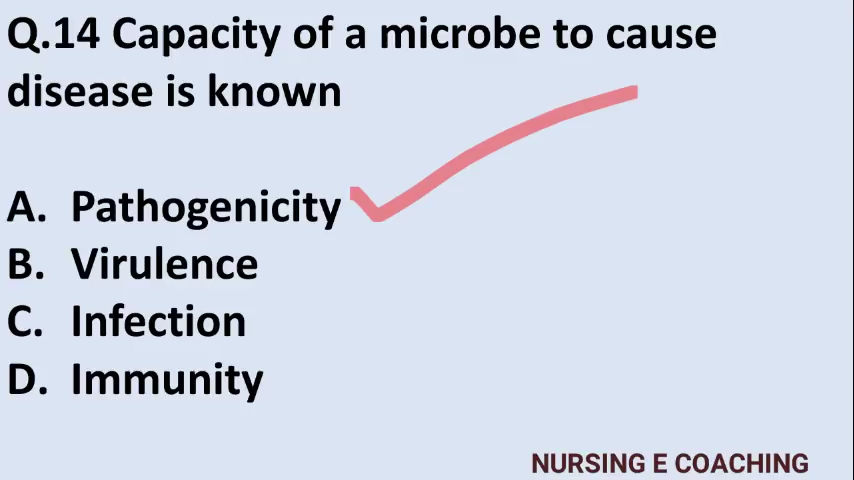 Q.14 Capacity of a microbe to cause
disease is known
A. Pathogenicity
B. Virulence
C. Infection
D. Immunity
NURSING E COACHING